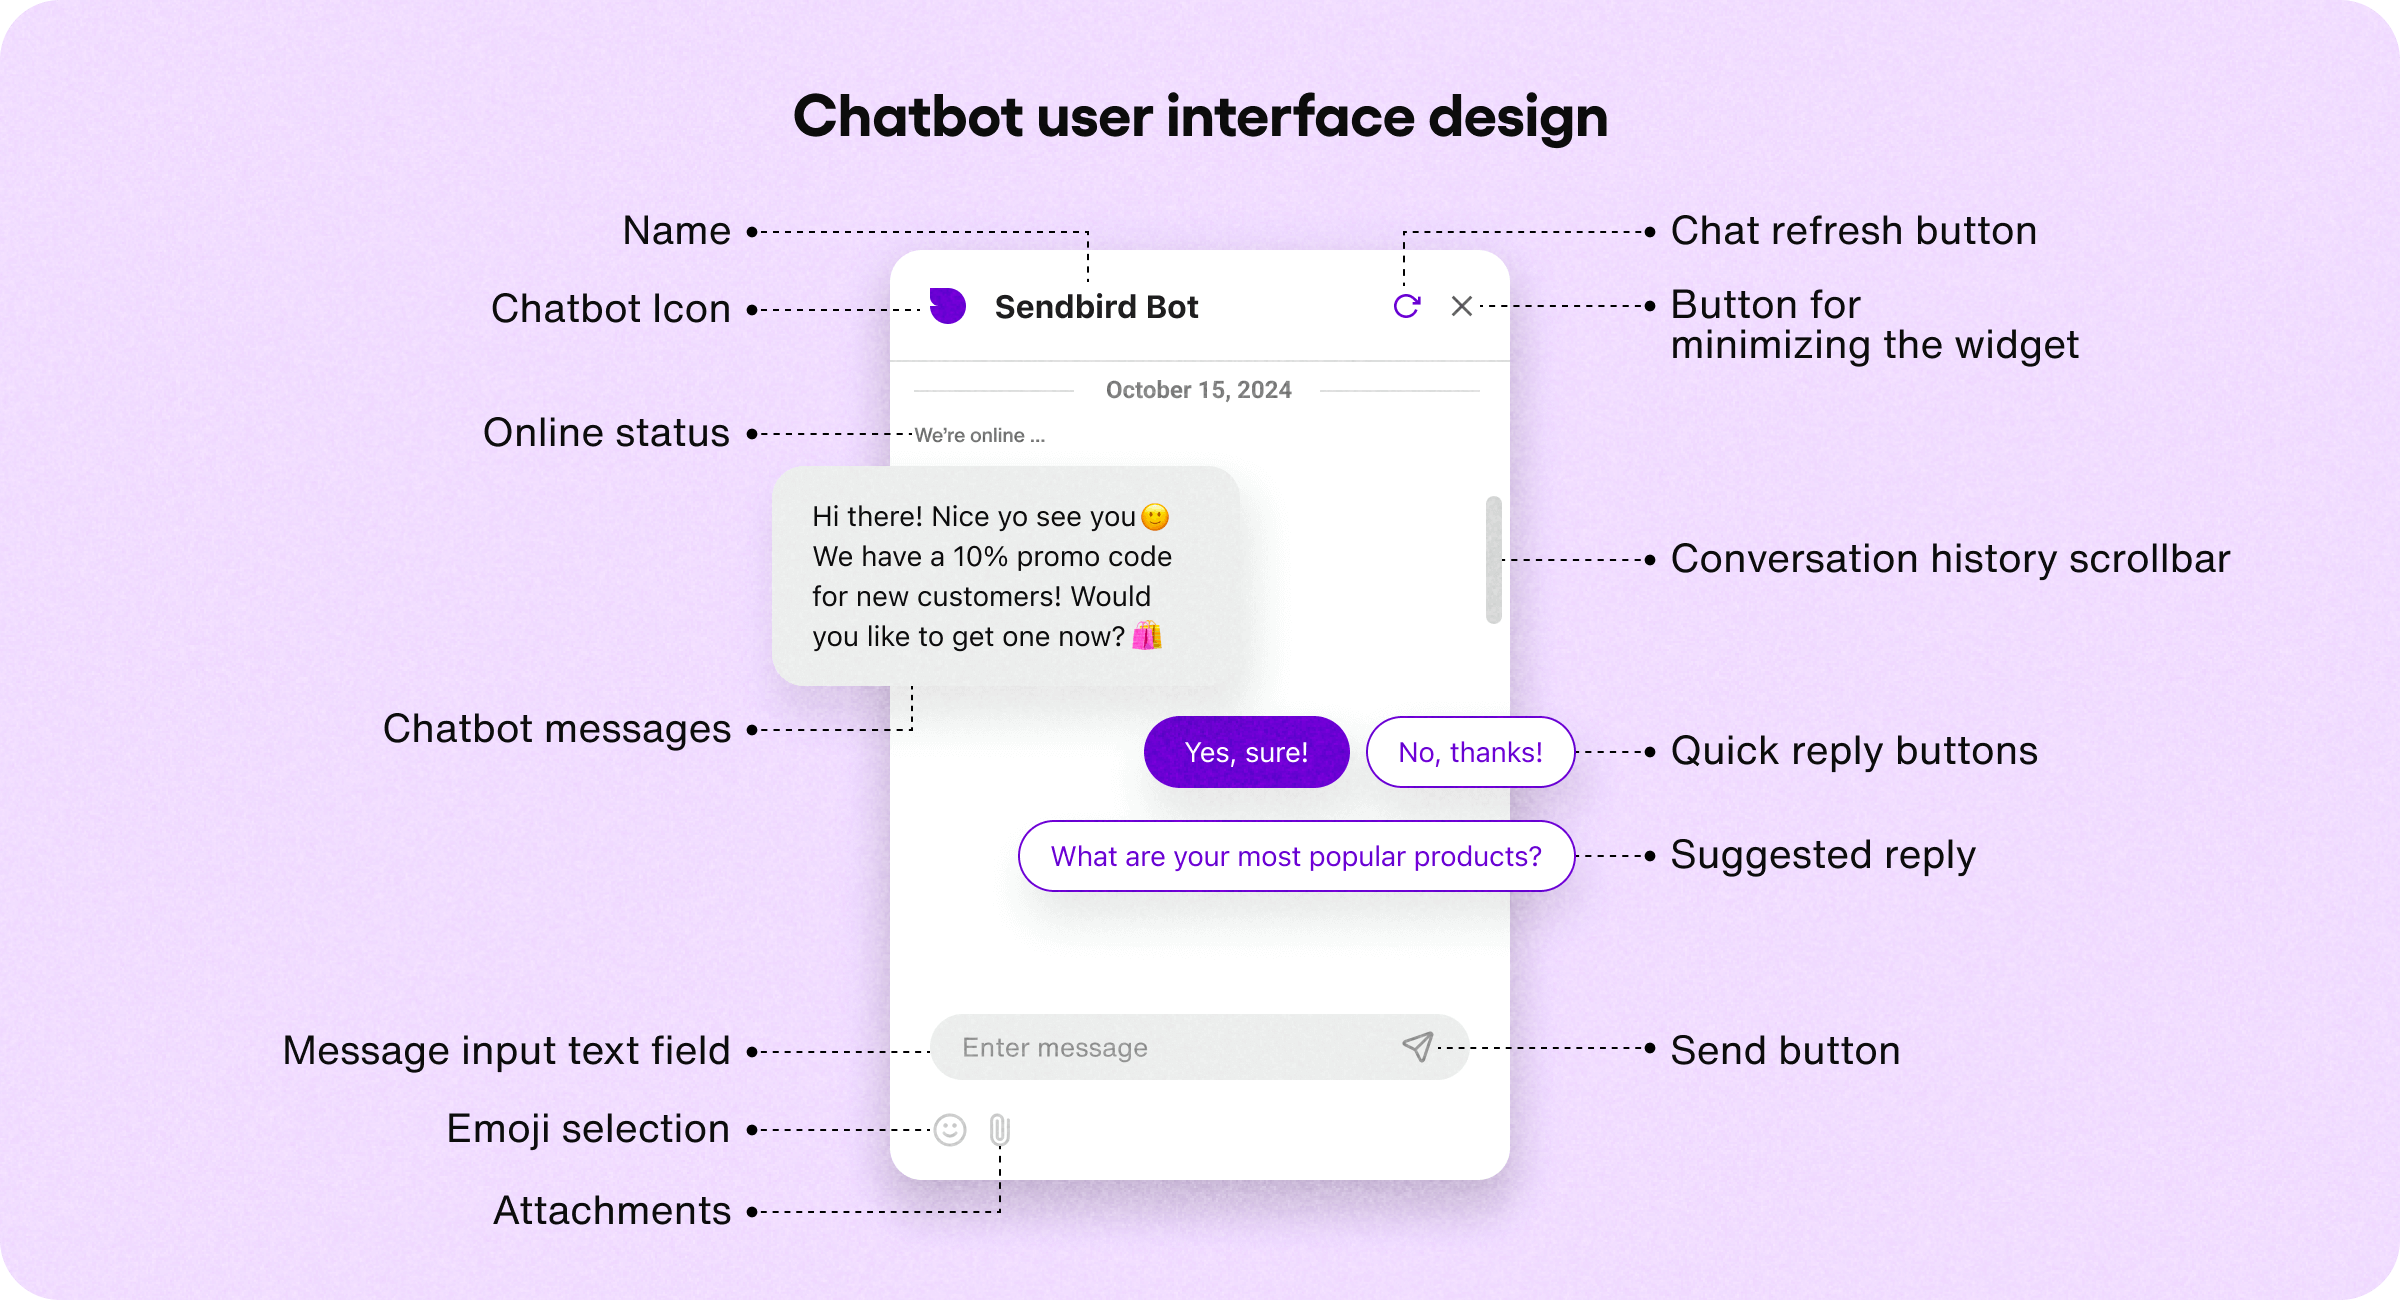 Chatbot user interface design
Name
Chat refresh button
Chatbot Icon
Sendbird Bot
Button for
minimizing the widget
October 15, 2024
Online status
We're online ...
Hi there! Nice yo see you🙂
We have a 10% promo code
for new customers! Would
you like to get one now? 🛍️
Conversation history scrollbar
Chatbot messages
Yes, sure!
No, thanks!
Quick reply buttons
What are your most popular products?
Suggested reply
Message input text field
Enter message
Send button
Emoji selection
Attachments